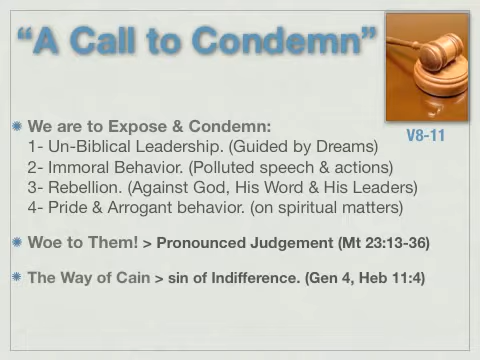 “A Call to Condemn”
V8-11
We are to Expose & Condemn:
1- Un-Biblical Leadership. (Guided by Dreams)
2- Immoral Behavior. (Polluted speech & actions)
3- Rebellion. (Against God, His Word & His Leaders)
4- Pride & Arrogant behavior. (on spiritual matters)
Woe to Them! > Pronounced Judgement (Mt 23:13-36)
The Way of Cain > sin of Indifference. (Gen 4, Heb 11:4)